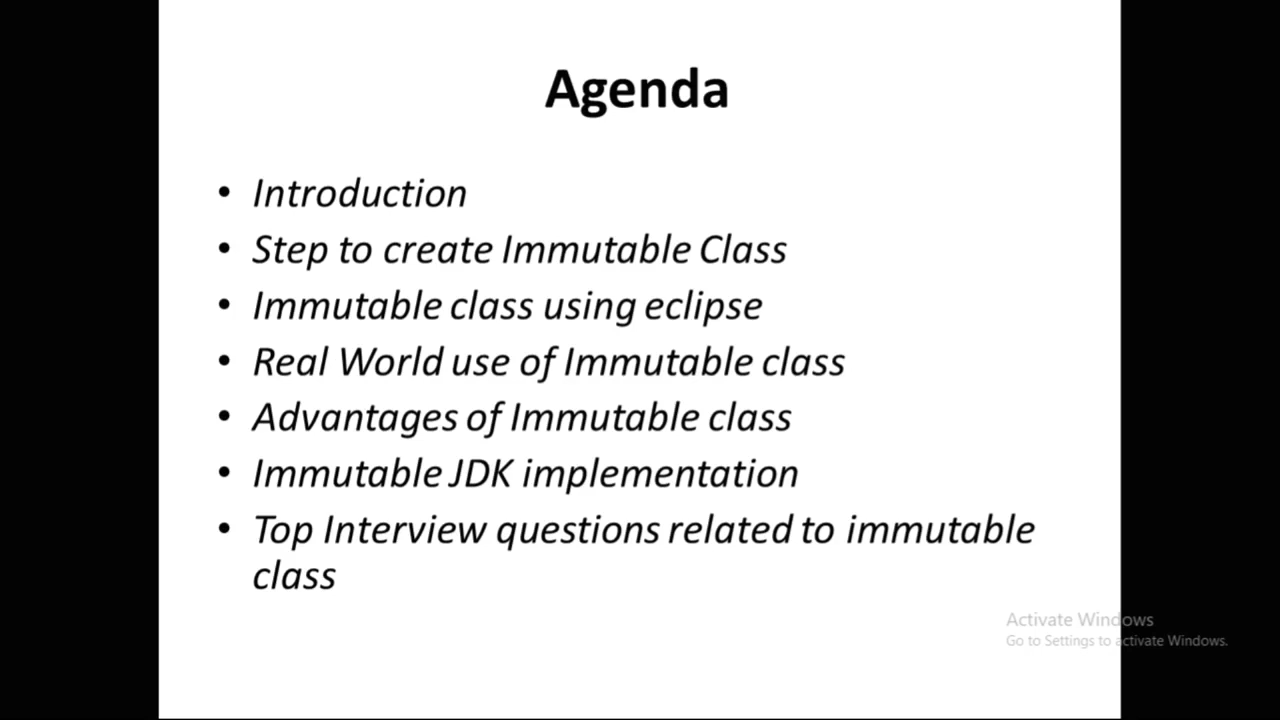 Agenda
• Introduction
• Step to create Immutable Class
• Immutable class using eclipse
• Real World use of Immutable class
• Advantages of Immutable class
• Immutable JDK implementation
• Top Interview questions related to immutable
class
Activate Windows
Go to Settings to activate Windows.